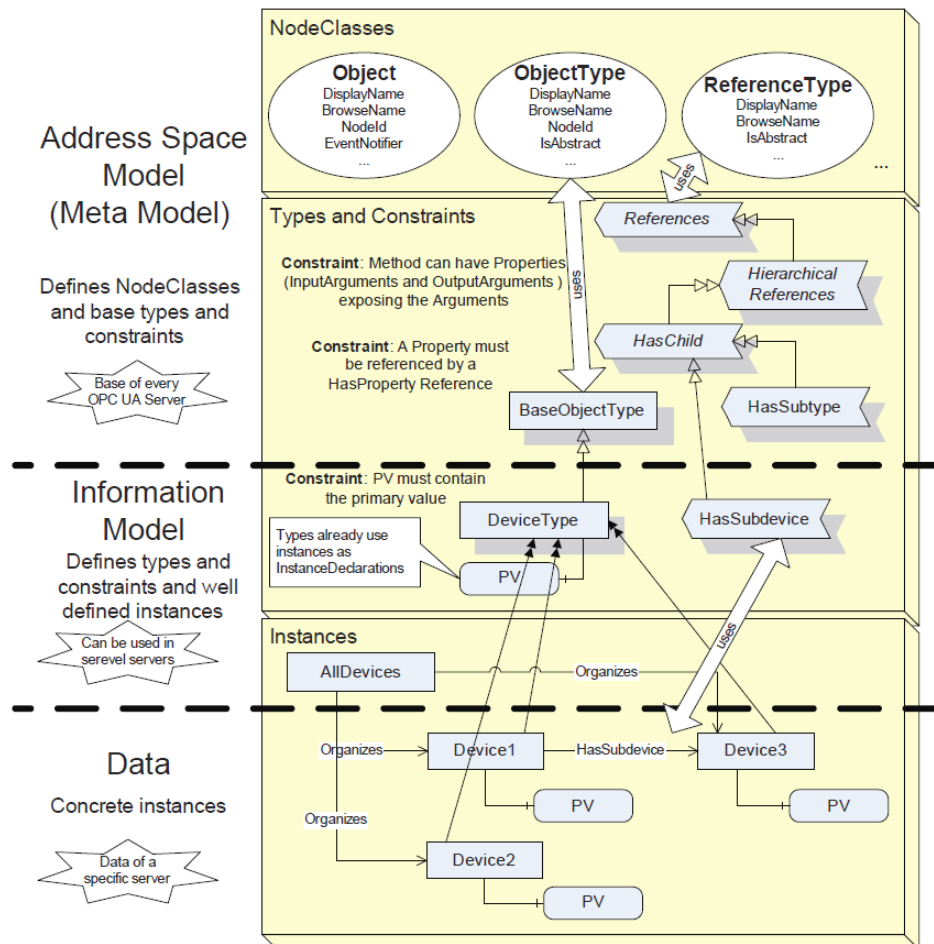 NodeClasses
Object
DisplayName
BrowseName
NodeId
EventNotifier
...
ObjectType
DisplayName
BrowseName
NodeId
IsAbstract
...
ReferenceType
DisplayName
BrowseName
IsAbstract
...
...
Address Space
Model
(Meta Model)
Defines NodeClasses
and base types and
constraints
Base of every
OPC UA Server
uses
Types and Constraints
References
Constraint: Method can have Properties
(InputArguments and OutputArguments )
exposing the Arguments
uses
Hierarchical
References
Constraint: A Property must
be referenced by a
HasProperty Reference
HasChild
BaseObjectType
HasSubtype
Information
Model
Defines types and
constraints and well
defined instances
Can be used in
serevel servers
Constraint: PV must contain
the primary value
DeviceType
HasSubdevice
Types already use
instances as
InstanceDeclarations
PV
uses
Instances
AllDevices
Organizes
Data
Concrete instances
Data of a
specific server
Organizes
Device1
HasSubdevice
Device3
PV
PV
Organizes
Device2
PV